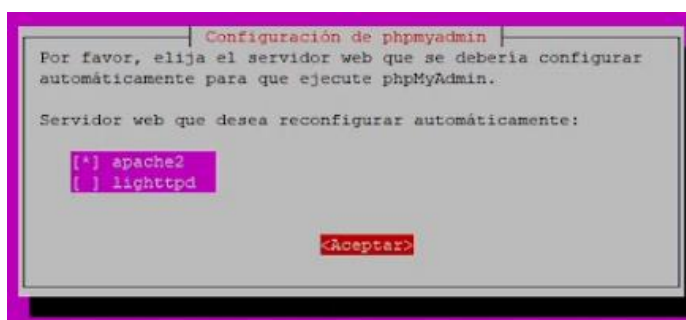 Configuración de phpmyadmin
Por favor, elija el servidor web que se debería configurar
automáticamente para que ejecute phpMyAdmin.
Servidor web que desea reconfigurar automáticamente:
[*] apache2
[ ] lighttpd
<Aceptar>